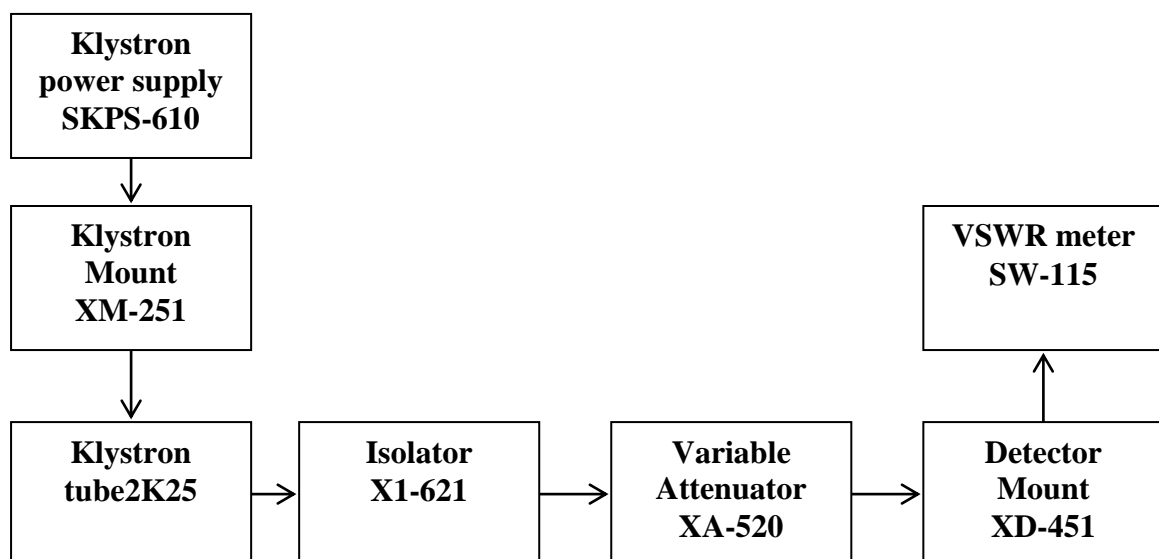 Klystron
power supply
SKPS-610
Klystron
Mount
XM-251
VSWR meter
SW-115
Klystron
tube2K25
Isolator
X1-621
Variable
Attenuator
XA-520
Detector
Mount
XD-451